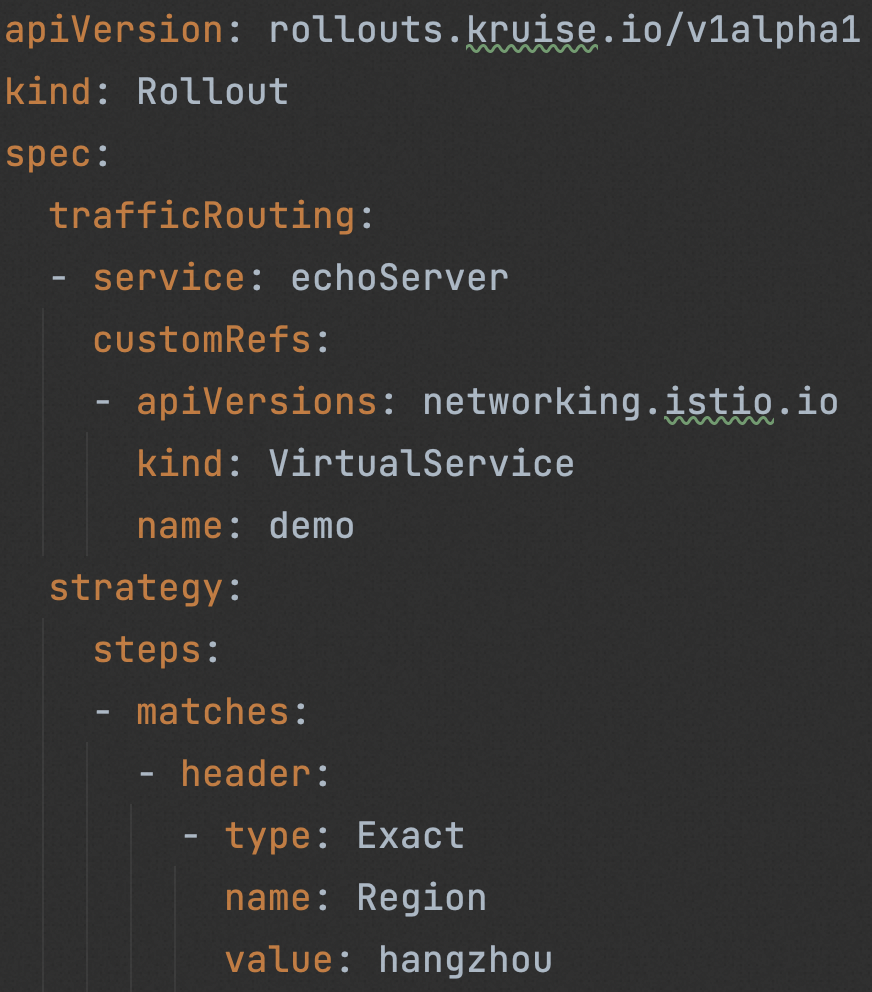 apiVersion: rollouts.kruise.io/v1alpha1
kind: Rollout
spec:
  trafficRouting:
  - service: echoServer
    customRefs:
    - apiVersions: networking.istio.io
      kind: VirtualService
      name: demo
  strategy:
    steps:
    - matches:
      - header:
        - type: Exact
          name: Region
          value: hangzhou